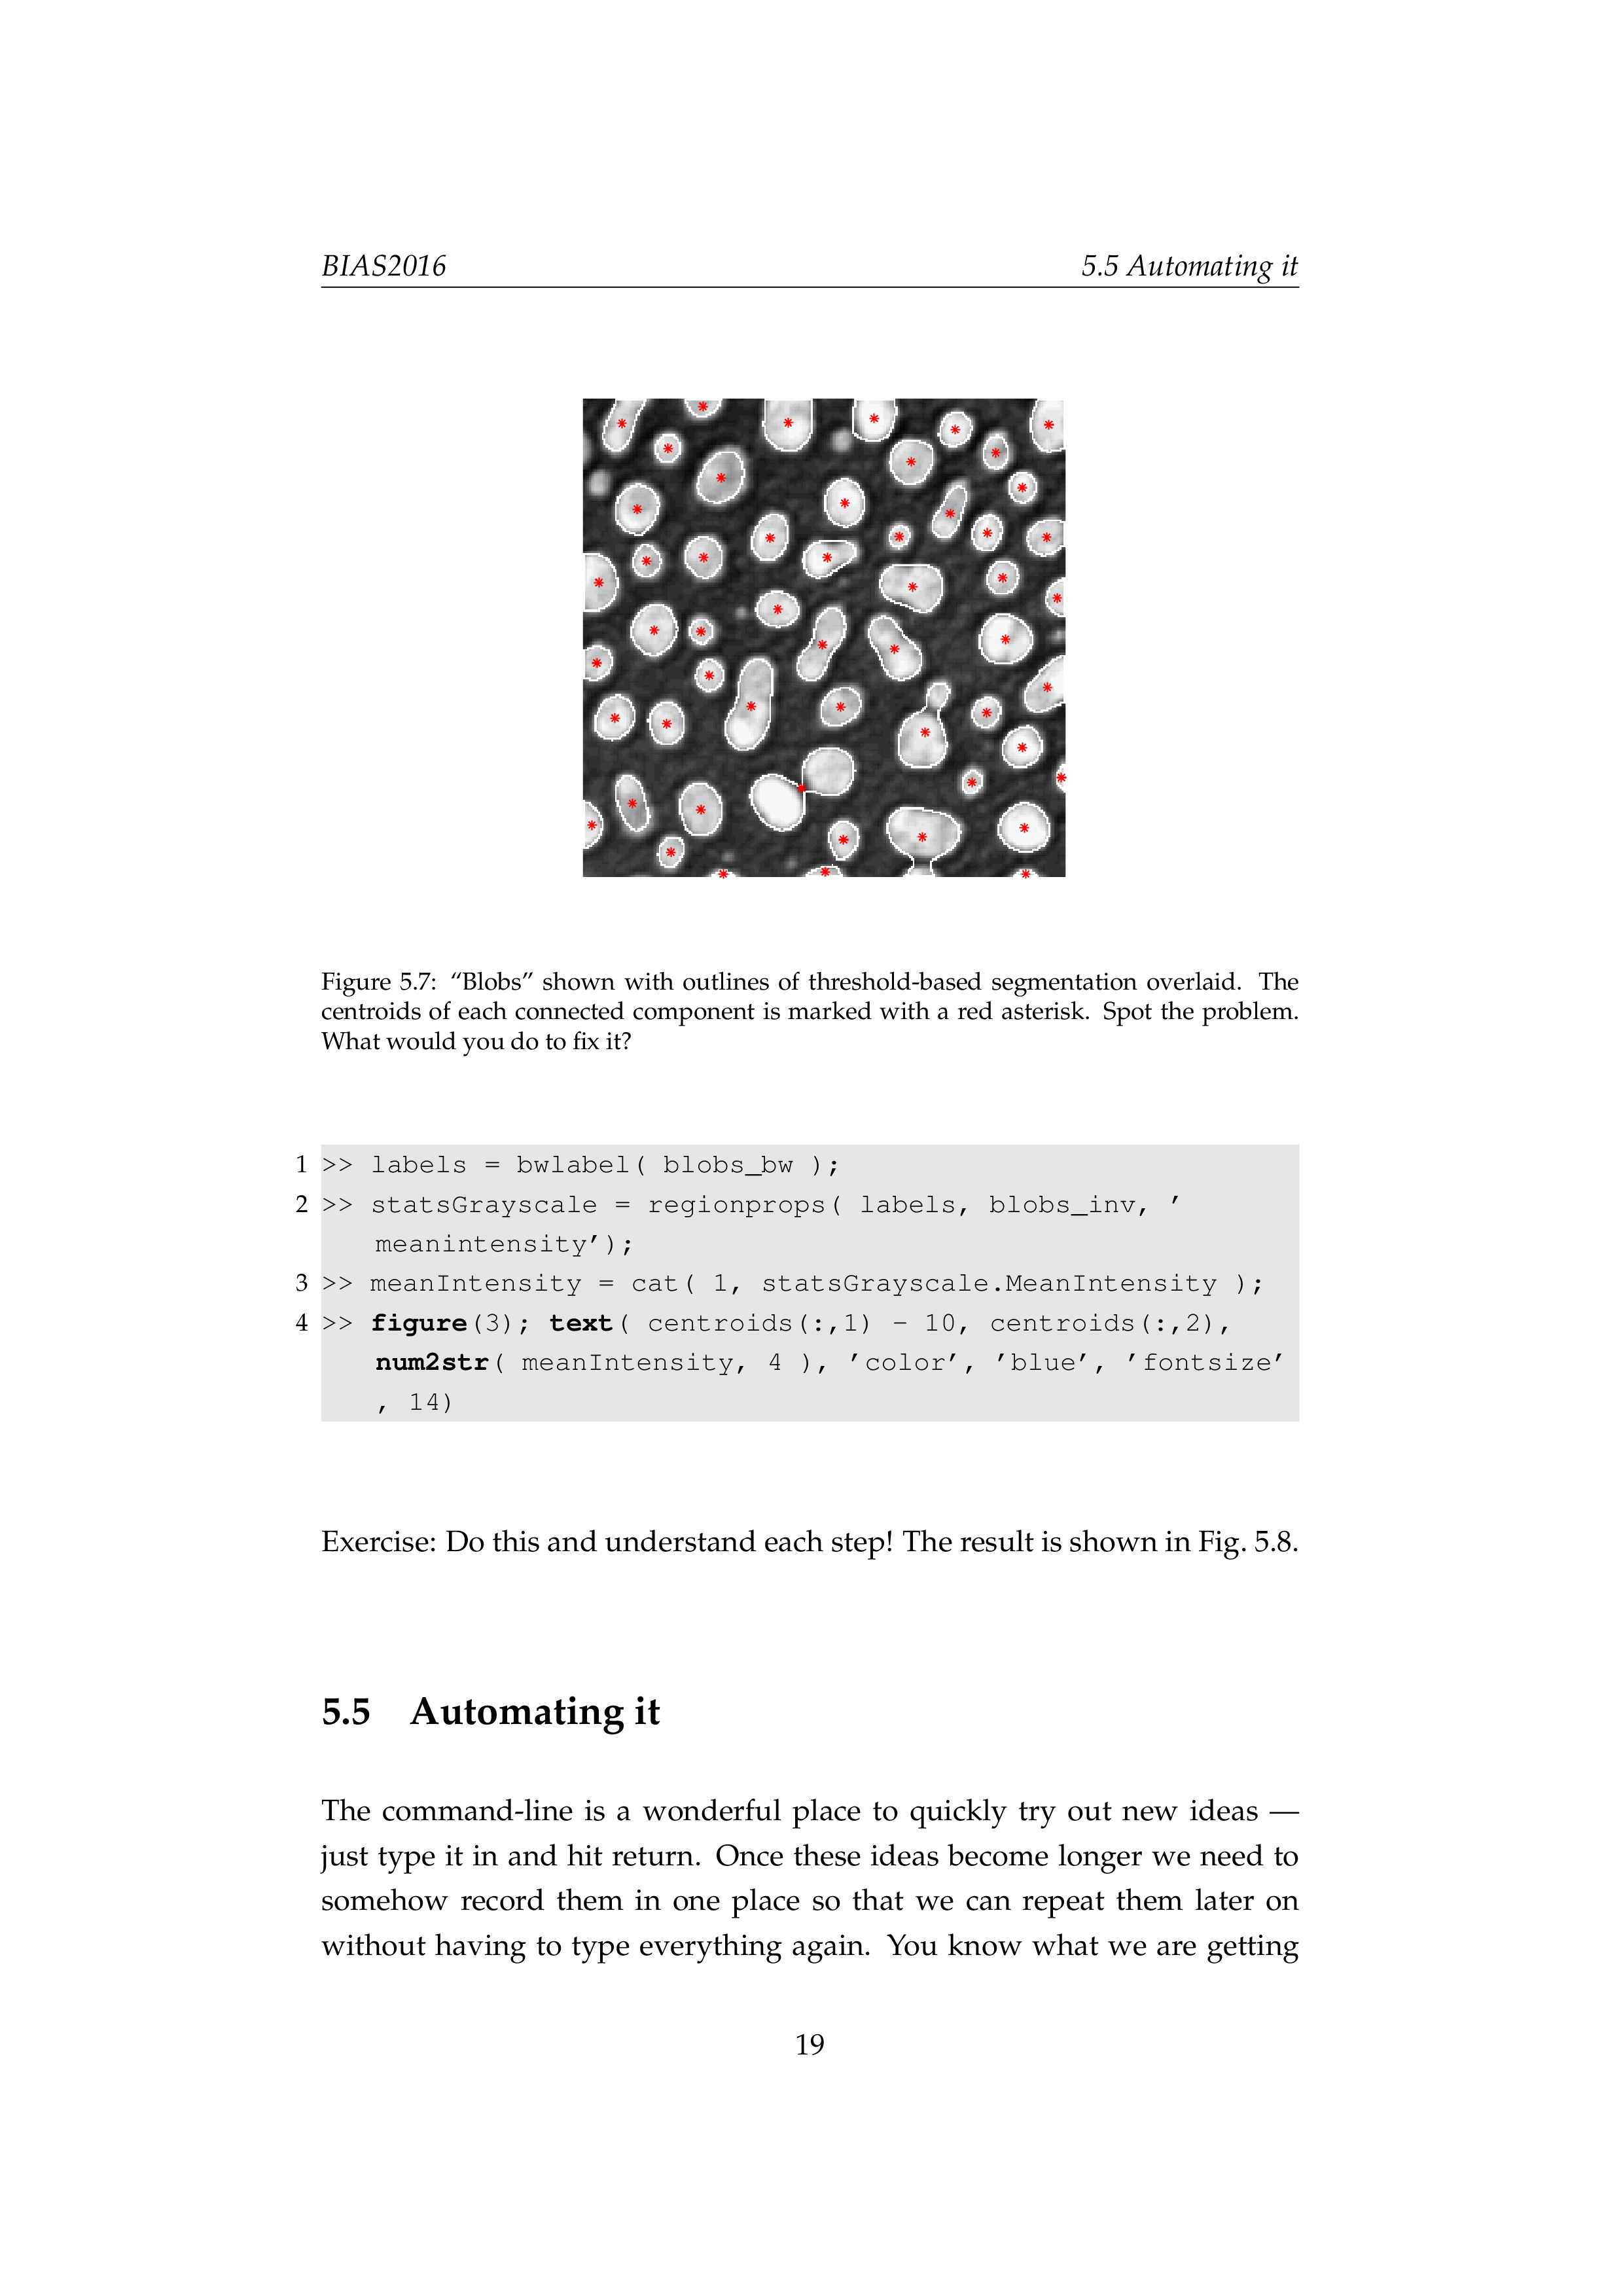 BIAS2016 5.5 Automating it
Figure 5.7: “Blobs” shown with outlines of threshold-based segmentation overlaid. The
centroids of each connected component is marked with a red asterisk. Spot the problem.
What would you do to fix it?
1 >> labels = bwlabel( blobs_bw );
2 >> statsGrayscale = regionprops( labels, blobs_inv, ’
meanintensity’);
3 >> meanIntensity = cat( 1, statsGrayscale.MeanIntensity );
4 >> figure(3); text( centroids(:,1) - 10, centroids(:,2),
num2str( meanIntensity, 4 ), ’color’, ’blue’, ’fontsize’
, 14)
Exercise: Do this and understand each step! The result is shown in Fig. 5.8.
5.5 Automating it
The command-line is a wonderful place to quickly try out new ideas —
just type it in and hit return. Once these ideas become longer we need to
somehow record them in one place so that we can repeat them later on
without having to type everything again. You know what we are getting
19